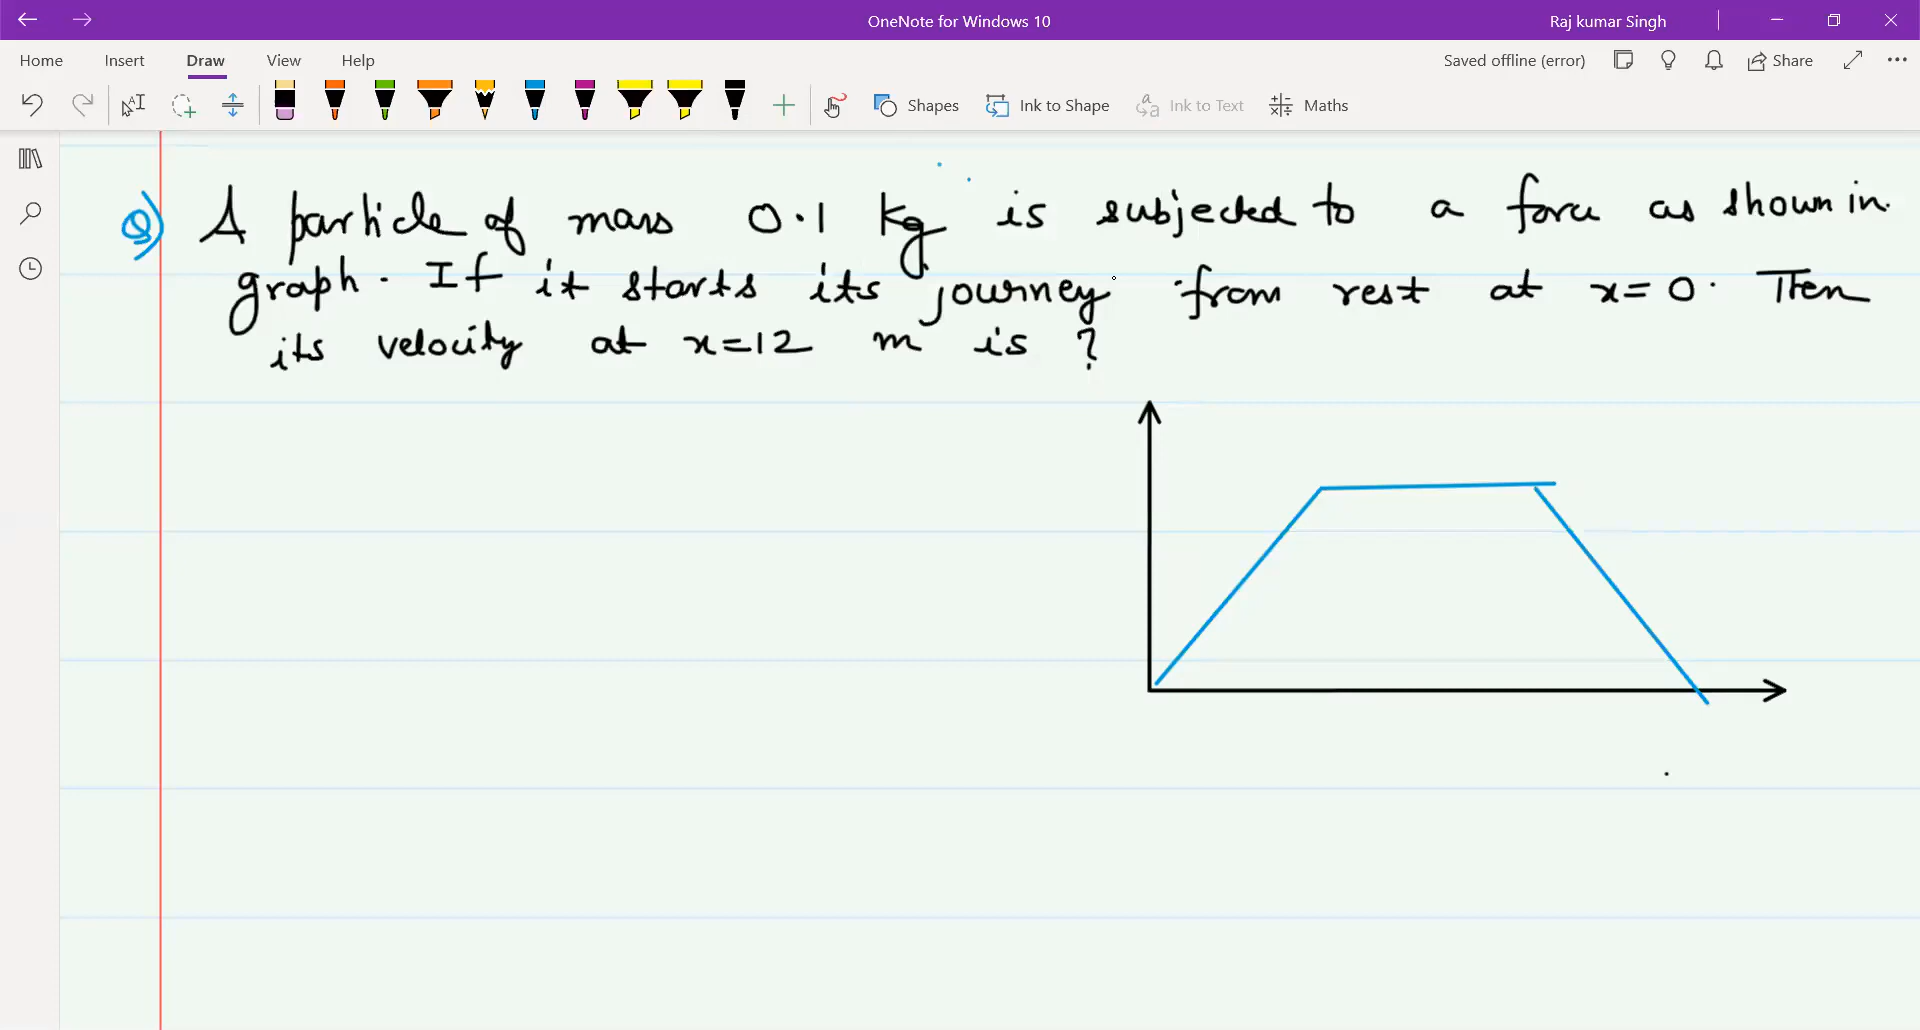 OneNote for Windows 10
Raj kumar Singh
Home Insert Draw View Help
Saved offline (error) Share
Shapes Ink to Shape Ink to Text Maths
Q) A particle of mass 0.1 Kg is subjected to a force as shown in
graph. If it starts its journey from rest at x=0. Then
its velocity at x=12 m is ?